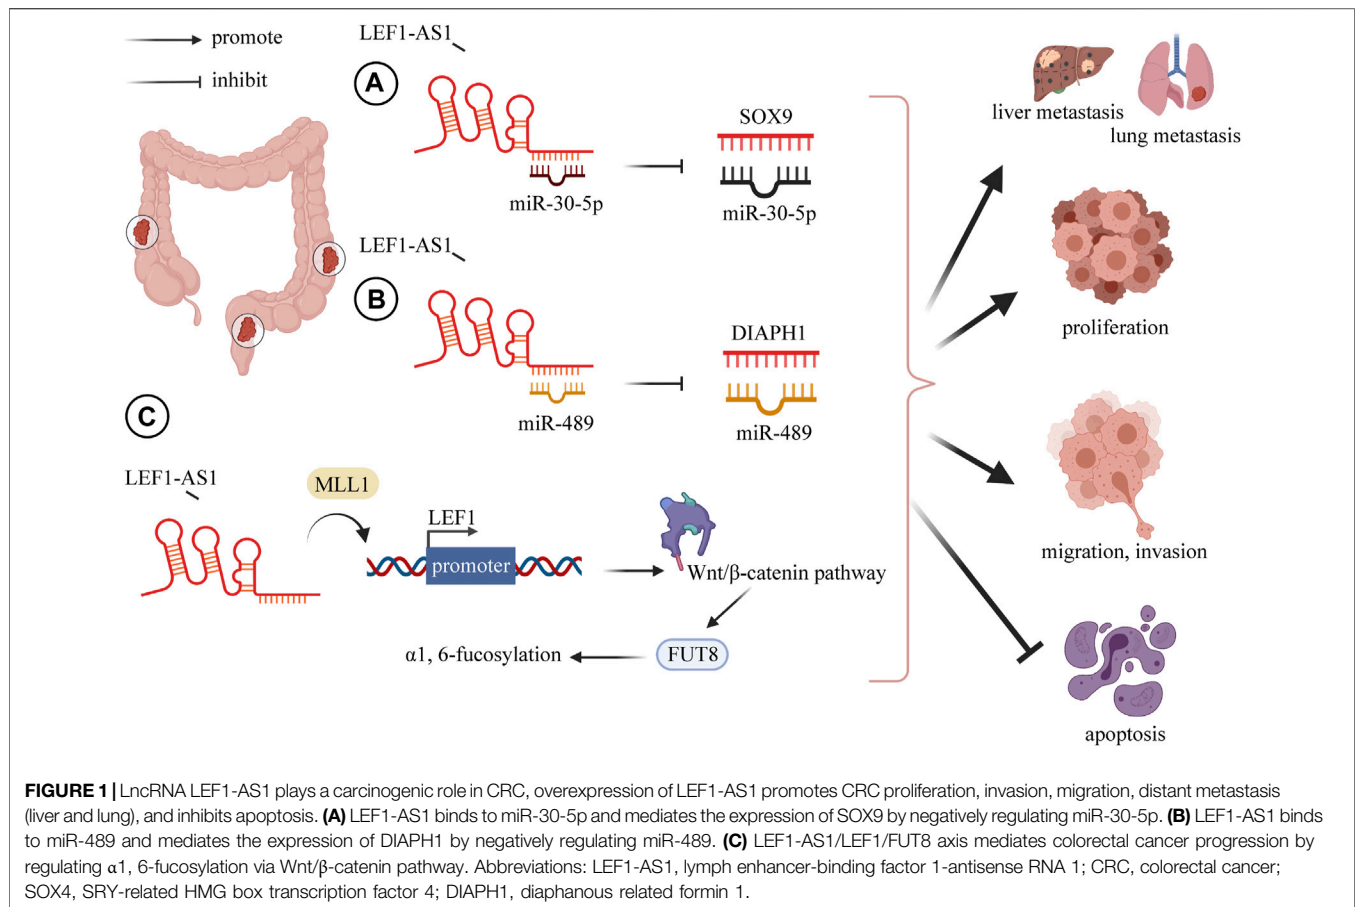 promote
inhibit
LEF1-AS1
A
miR-30-5p
SOX9
miR-30-5p
LEF1-AS1
B
miR-489
DIAPH1
miR-489
C
LEF1-AS1
MLL1
LEF1
promoter
Wnt/β-catenin pathway
FUT8
α1, 6-fucosylation
liver metastasis
lung metastasis
proliferation
migration, invasion
apoptosis
FIGURE 1 | LncRNA LEF1-AS1 plays a carcinogenic role in CRC, overexpression of LEF1-AS1 promotes CRC proliferation, invasion, migration, distant metastasis
(liver and lung), and inhibits apoptosis. (A) LEF1-AS1 binds to miR-30-5p and mediates the expression of SOX9 by negatively regulating miR-30-5p. (B) LEF1-AS1 binds
to miR-489 and mediates the expression of DIAPH1 by negatively regulating miR-489. (C) LEF1-AS1/LEF1/FUT8 axis mediates colorectal cancer progression by
regulating α1, 6-fucosylation via Wnt/β-catenin pathway. Abbreviations: LEF1-AS1, lymph enhancer-binding factor 1-antisense RNA 1; CRC, colorectal cancer;
SOX4, SRY-related HMG box transcription factor 4; DIAPH1, diaphanous related formin 1.